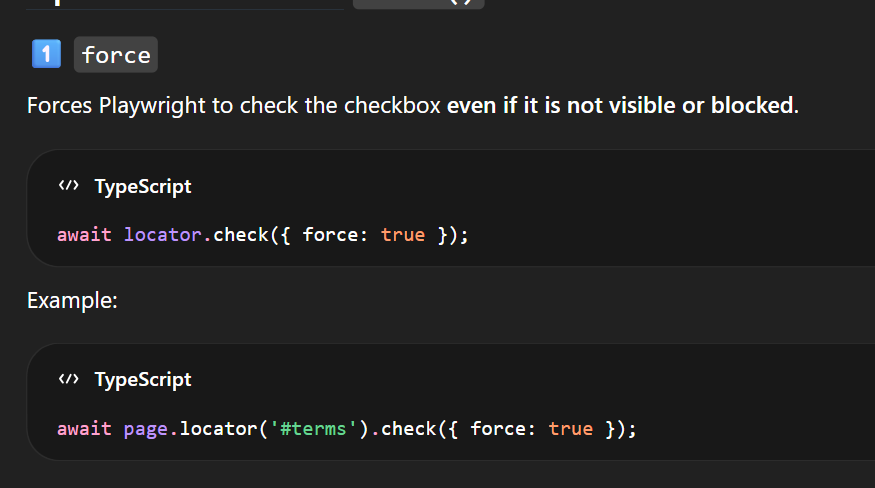 1 force
Forces Playwright to check the checkbox even if it is not visible or blocked.
</> TypeScript
await locator.check({ force: true });
Example:
</> TypeScript
await page.locator('#terms').check({ force: true });